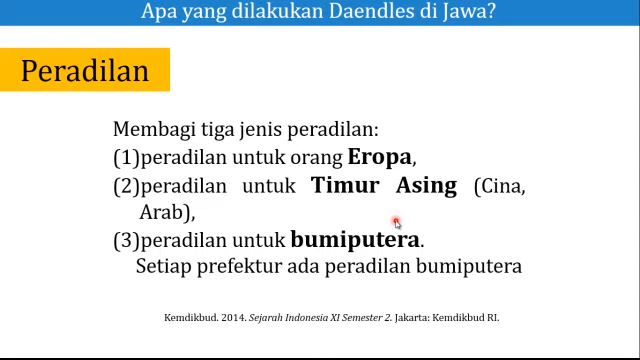 Apa yang dilakukan Daendles di Jawa?
Peradilan
Membagi tiga jenis peradilan:
(1)peradilan untuk orang Eropa,
(2)peradilan untuk Timur Asing (Cina,
Arab),
(3)peradilan untuk bumiputera.
Setiap prefektur ada peradilan bumiputera
Kemdikbud. 2014. Sejarah Indonesia XI Semester 2. Jakarta: Kemdikbud RI.